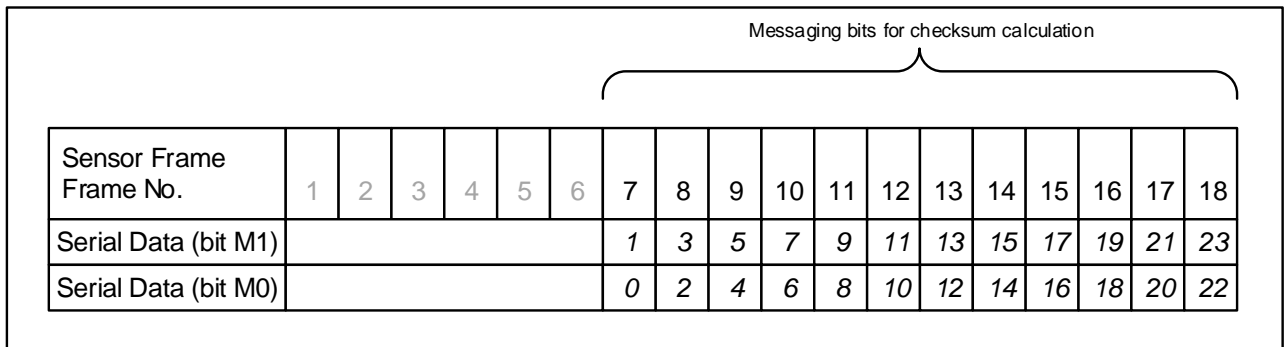 Messaging bits for checksum calculation
Sensor Frame
Frame No. 1 2 3 4 5 6 7 8 9 10 11 12 13 14 15 16 17 18
Serial Data (bit M1) 1 3 5 7 9 11 13 15 17 19 21 23
Serial Data (bit M0) 0 2 4 6 8 10 12 14 16 18 20 22